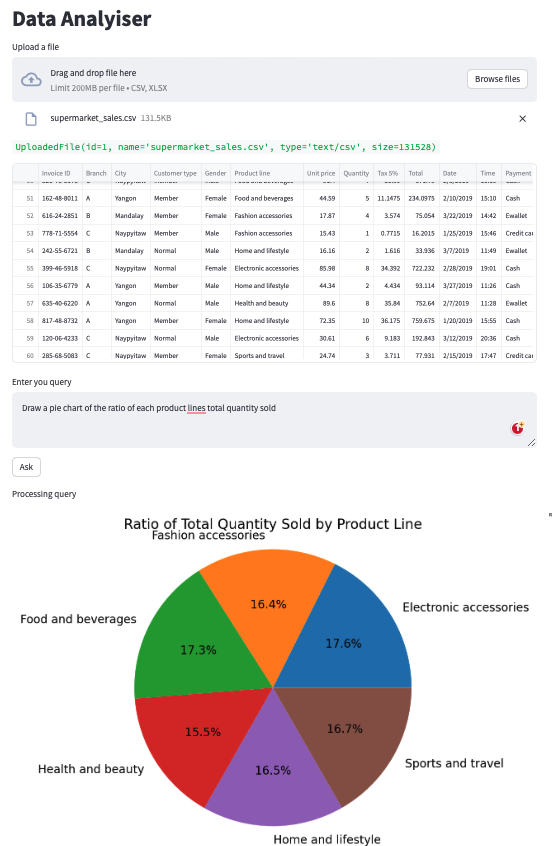 Data Analyiser
Upload a file
Drag and drop file here
Limit 200MB per file • CSV, XLSX
Browse files
supermarket_sales.csv 131.5KB
UploadedFile(id=1, name='supermarket_sales.csv', type='text/csv', size=131528)
Invoice ID Branch City Customer type Gender Product line Unit price Quantity Tax 5% Total Date Time Payment
51 162-48-8011 A Yangon Member Female Food and beverages 44.59 5 11.1475 234.0975 2/10/2019 15:10 Cash
52 616-24-2851 B Mandalay Member Female Fashion accessories 17.87 4 3.574 75.054 3/22/2019 14:42 Ewallet
53 778-71-5554 C Naypyitaw Member Male Fashion accessories 15.43 1 0.7715 16.2015 1/25/2019 15:46 Credit car
54 242-55-6721 B Mandalay Normal Male Home and lifestyle 16.16 2 1.616 33.936 3/7/2019 11:49 Ewallet
55 399-46-5918 C Naypyitaw Normal Female Electronic accessories 85.98 8 34.392 722.232 2/28/2019 19:01 Cash
56 106-35-6779 A Yangon Member Male Home and lifestyle 44.34 2 4.434 93.114 3/27/2019 11:26 Cash
57 635-40-6220 A Yangon Normal Male Health and beauty 89.6 8 35.84 752.64 2/7/2019 11:28 Ewallet
58 817-48-8732 A Yangon Member Female Home and lifestyle 72.35 10 36.175 759.675 1/20/2019 15:55 Cash
59 120-06-4233 C Naypyitaw Normal Male Electronic accessories 30.61 6 9.183 192.843 3/12/2019 20:36 Cash
60 285-68-5083 C Naypyitaw Member Female Sports and travel 24.74 3 3.711 77.931 2/15/2019 17:47 Credit car
Enter you query
Draw a pie chart of the ratio of each product lines total quantity sold
Ask
Processing query
Ratio of Total Quantity Sold by Product Line
Fashion accessories
16.4%
Electronic accessories
17.6%
Food and beverages
17.3%
Health and beauty
15.5%
16.7%
Sports and travel
16.5%
Home and lifestyle